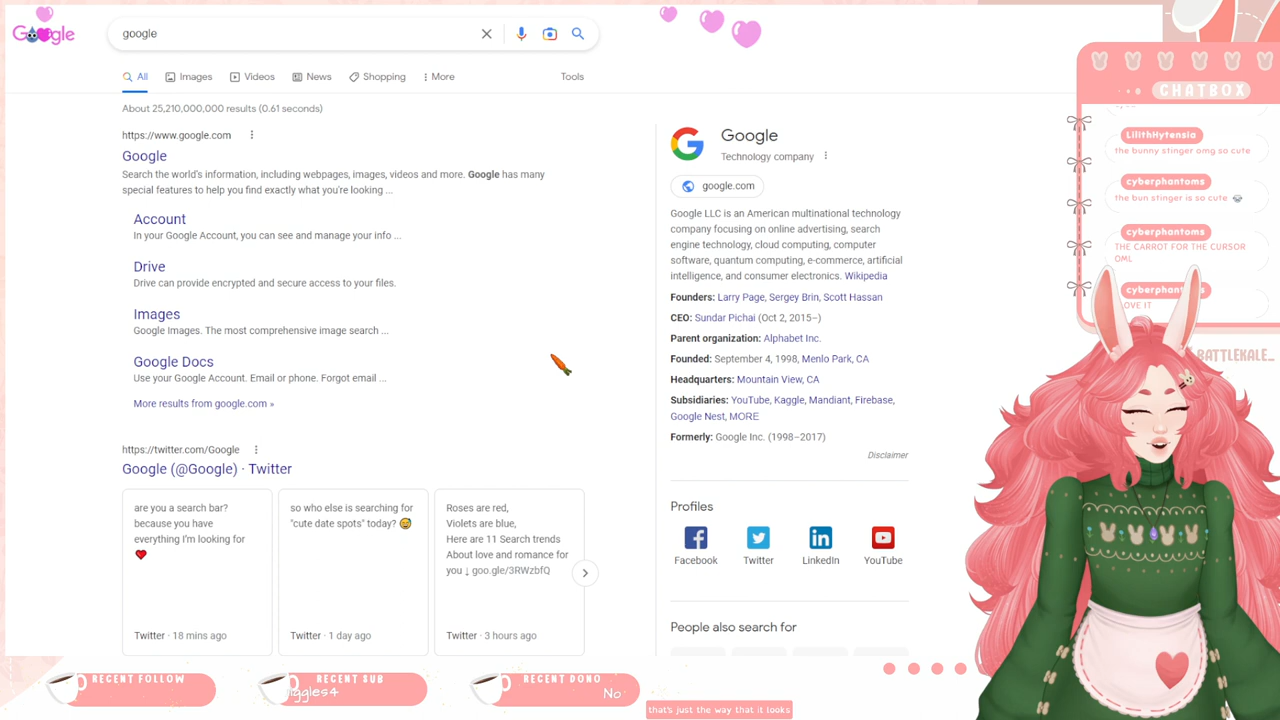 Google
google
All
Images
Videos
News
Shopping
More
Tools
About 25,210,000,000 results (0.61 seconds)
https://www.google.com
Google
Search the world's information, including webpages, images, videos and more. Google has many
special features to help you find exactly what you're looking ...
Account
In your Google Account, you can see and manage your info ...
Drive
Drive can provide encrypted and secure access to your files.
Images
Google Images. The most comprehensive image search ...
Google Docs
Use your Google Account. Email or phone. Forgot email ...
More results from google.com »
https://twitter.com/Google
Google (@Google) · Twitter
are you a search bar?
because you have
everything I'm looking for
Twitter · 18 mins ago
so who else is searching for
"cute date spots" today?
Twitter · 1 day ago
Roses are red,
Violets are blue,
Here are 11 Search trends
About love and romance for
you ↓ goo.gle/3RWzbfQ
Twitter · 3 hours ago
Google
Technology company
google.com
Google LLC is an American multinational technology
company focusing on online advertising, search
engine technology, cloud computing, computer
software, quantum computing, e-commerce, artificial
intelligence, and consumer electronics. Wikipedia
Founders: Larry Page, Sergey Brin, Scott Hassan
CEO: Sundar Pichai (Oct 2, 2015–)
Parent organization: Alphabet Inc.
Founded: September 4, 1998, Menlo Park, CA
Headquarters: Mountain View, CA
Subsidiaries: YouTube, Kaggle, Mandiant, Firebase,
Google Nest, MORE
Formerly: Google Inc. (1998–2017)
Disclaimer
Profiles
Facebook
Twitter
LinkedIn
YouTube
People also search for
CHATBOX
LilithHytensia
the bunny stinger omg so cute
cyberphantoms
the bun stinger is so cute
cyberphantoms
THE CARROT FOR THE CURSOR
OML
IT
RECENT FOLLOW
RECENT SUB
RECENT DONO
No
that's just the way that it looks